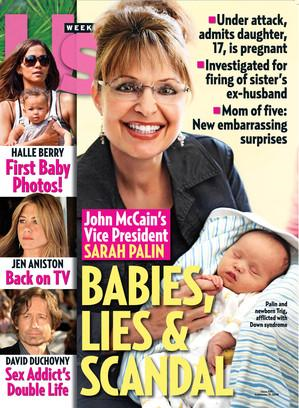 Us
WEEKLY
• Under attack,
admits daughter,
17, is pregnant
• Investigated for
firing of sister's
ex-husband
• Mom of five:
New embarrassing
surprises
HALLE BERRY
First Baby
Photos!
JEN ANISTON
Back on TV
DAVID DUCHOVNY
Sex Addict's
Double Life
John McCain's
Vice President
SARAH PALIN
BABIES,
LIES &
SCANDAL
Palin and
newborn Trig,
afflicted with
Down syndrome